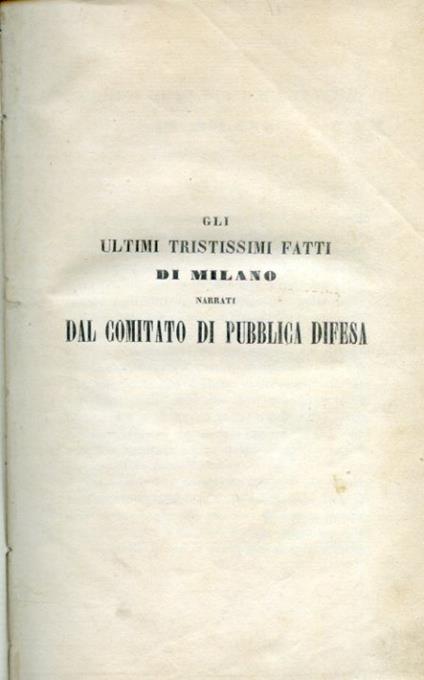 GLI
ULTIMI TRISTISSIMI FATTI
DI MILANO
NARRATI
DAL COMITATO DI PUBBLICA DIFESA